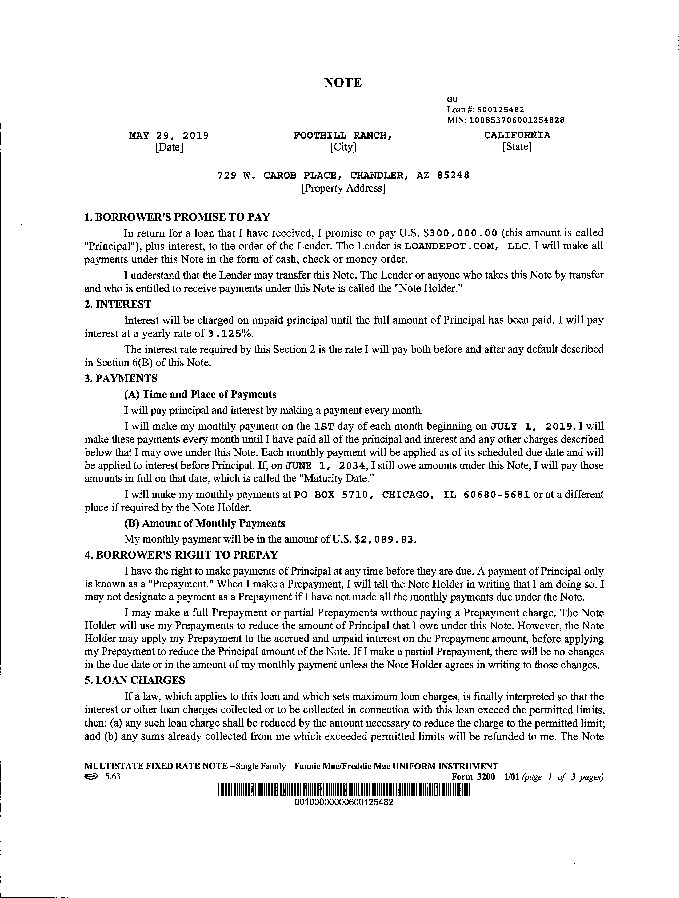 NOTE
GU
Loan #: 500125482
MIN: 100853706001254828
MAY 29, 2019 FOOTHILL RANCH, CALIFORNIA
[Date] [City] [State]
729 W. CAROB PLACE, CHANDLER, AZ 85248
[Property Address]
1. BORROWER'S PROMISE TO PAY
In return for a loan that I have received, I promise to pay U.S. $300,000.00 (this amount is called
"Principal"), plus interest, to the order of the Lender. The Lender is LOANDEPOT.COM, LLC. I will make all
payments under this Note in the form of cash, check or money order.
I understand that the Lender may transfer this Note. The Lender or anyone who takes this Note by transfer
and who is entitled to receive payments under this Note is called the "Note Holder."
2. INTEREST
Interest will be charged on unpaid principal until the full amount of Principal has been paid. I will pay
interest at a yearly rate of 3.125%.
The interest rate required by this Section 2 is the rate I will pay both before and after any default described
in Section 6(B) of this Note.
3. PAYMENTS
(A) Time and Place of Payments
I will pay principal and interest by making a payment every month.
I will make my monthly payment on the 1ST day of each month beginning on JULY 1, 2019. I will
make these payments every month until I have paid all of the principal and interest and any other charges described
below that I may owe under this Note. Each monthly payment will be applied as of its scheduled due date and will
be applied to interest before Principal. If, on JUNE 1, 2034, I still owe amounts under this Note, I will pay those
amounts in full on that date, which is called the "Maturity Date."
I will make my monthly payments at PO BOX 5710, CHICAGO, IL 60680-5681 or at a different
place if required by the Note Holder.
(B) Amount of Monthly Payments
My monthly payment will be in the amount of U.S. $2,089.83.
4. BORROWER'S RIGHT TO PREPAY
I have the right to make payments of Principal at any time before they are due. A payment of Principal only
is known as a "Prepayment." When I make a Prepayment, I will tell the Note Holder in writing that I am doing so. I
may not designate a payment as a Prepayment if I have not made all the monthly payments due under the Note.
I may make a full Prepayment or partial Prepayments without paying a Prepayment charge. The Note
Holder will use my Prepayments to reduce the amount of Principal that I owe under this Note. However, the Note
Holder may apply my Prepayment to the accrued and unpaid interest on the Prepayment amount, before applying
my Prepayment to reduce the Principal amount of the Note. If I make a partial Prepayment, there will be no changes
in the due date or in the amount of my monthly payment unless the Note Holder agrees in writing to those changes.
5. LOAN CHARGES
If a law, which applies to this loan and which sets maximum loan charges, is finally interpreted so that the
interest or other loan charges collected or to be collected in connection with this loan exceed the permitted limits,
then: (a) any such loan charge shall be reduced by the amount necessary to reduce the charge to the permitted limit;
and (b) any sums already collected from me which exceeded permitted limits will be refunded to me. The Note
MULTISTATE FIXED RATE NOTE - Single Family - Fannie Mae/Freddie Mac UNIFORM INSTRUMENT
5.63 Form 3200 1/01 (page 1 of 3 pages)
00100000000600125482